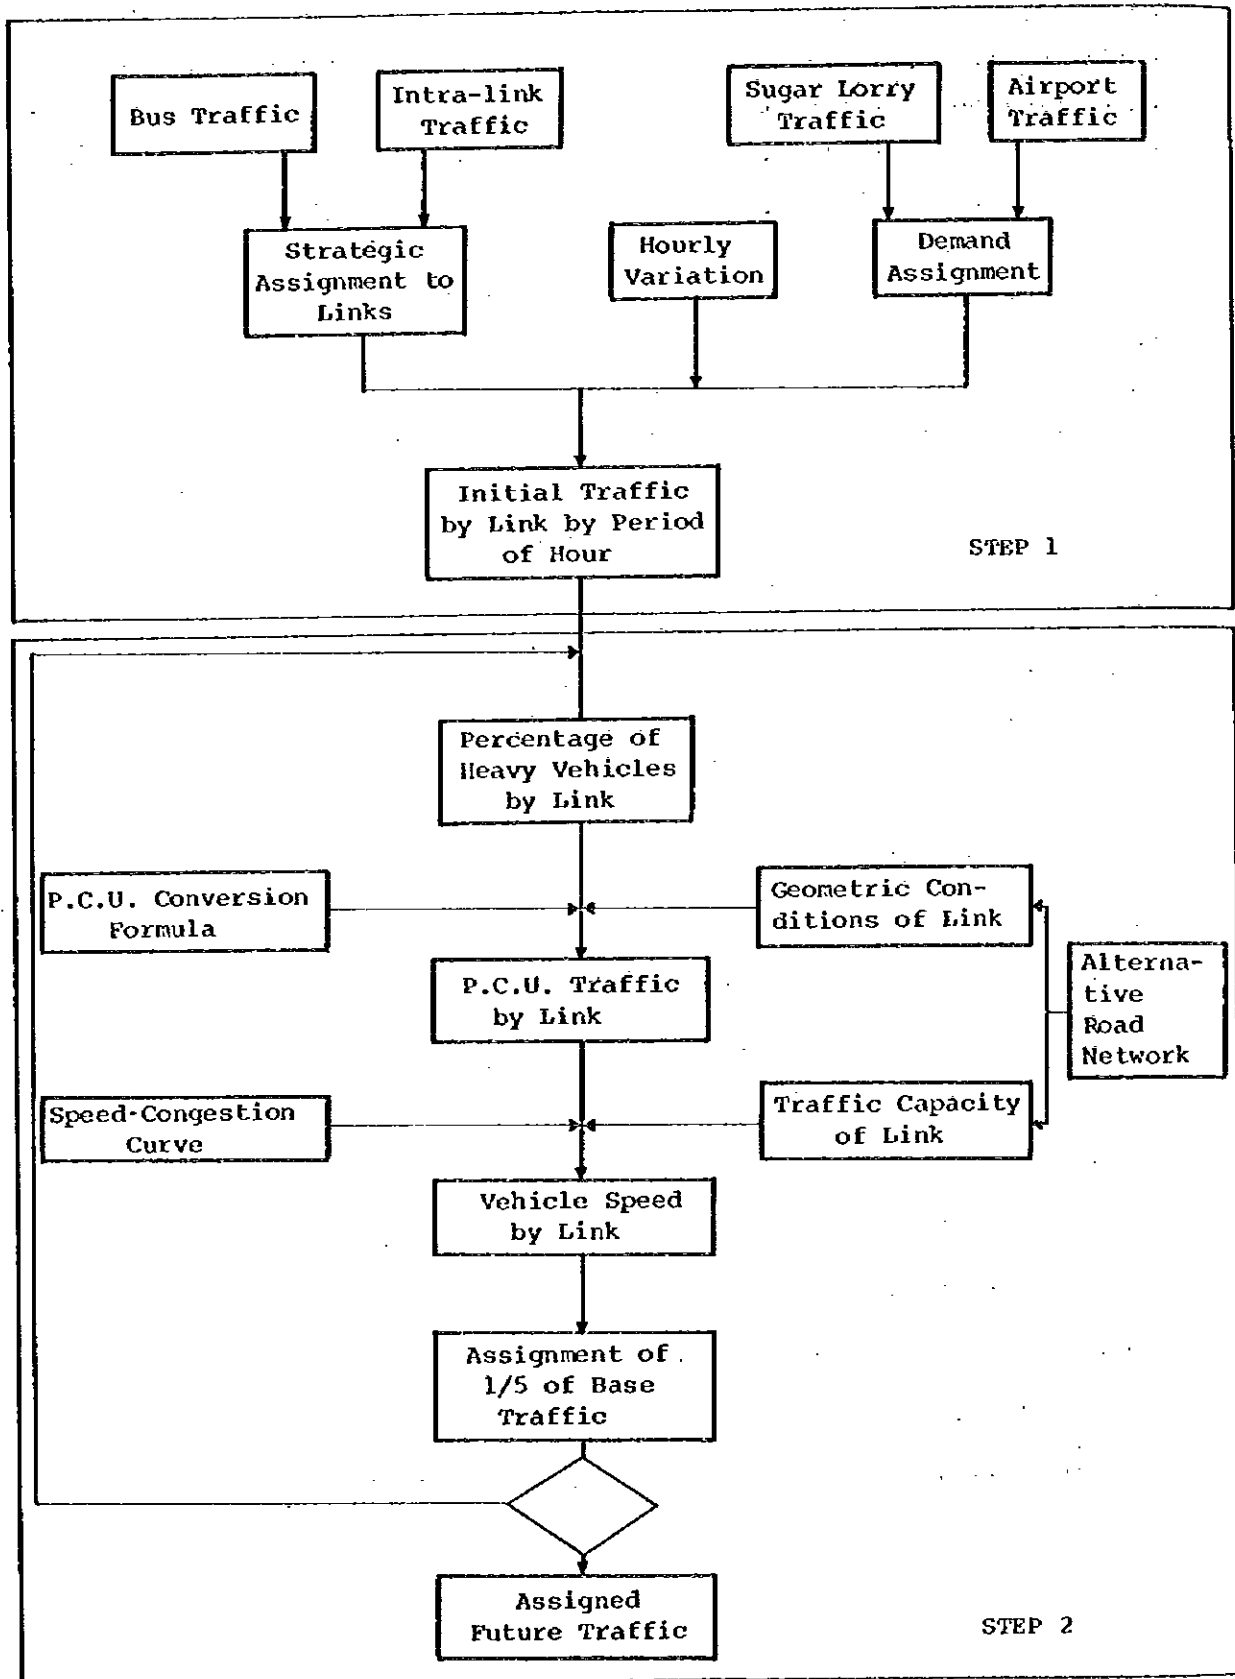 Bus Traffic
Intra-link
Traffic
Sugar Lorry
Traffic
Airport
Traffic
Strategic
Assignment to
Links
Hourly
Variation
Demand
Assignment
Initial Traffic
by Link by Period
of Hour
STEP 1
Percentage of
Heavy Vehicles
by Link
P.C.U. Conversion
Formula
Geometric Con-
ditions of Link
P.C.U. Traffic
by Link
Alterna-
tive
Road
Network
Speed-Congestion
Curve
Traffic Capacity
of Link
Vehicle Speed
by Link
Assignment of
1/5 of Base
Traffic
Assigned
Future Traffic
STEP 2